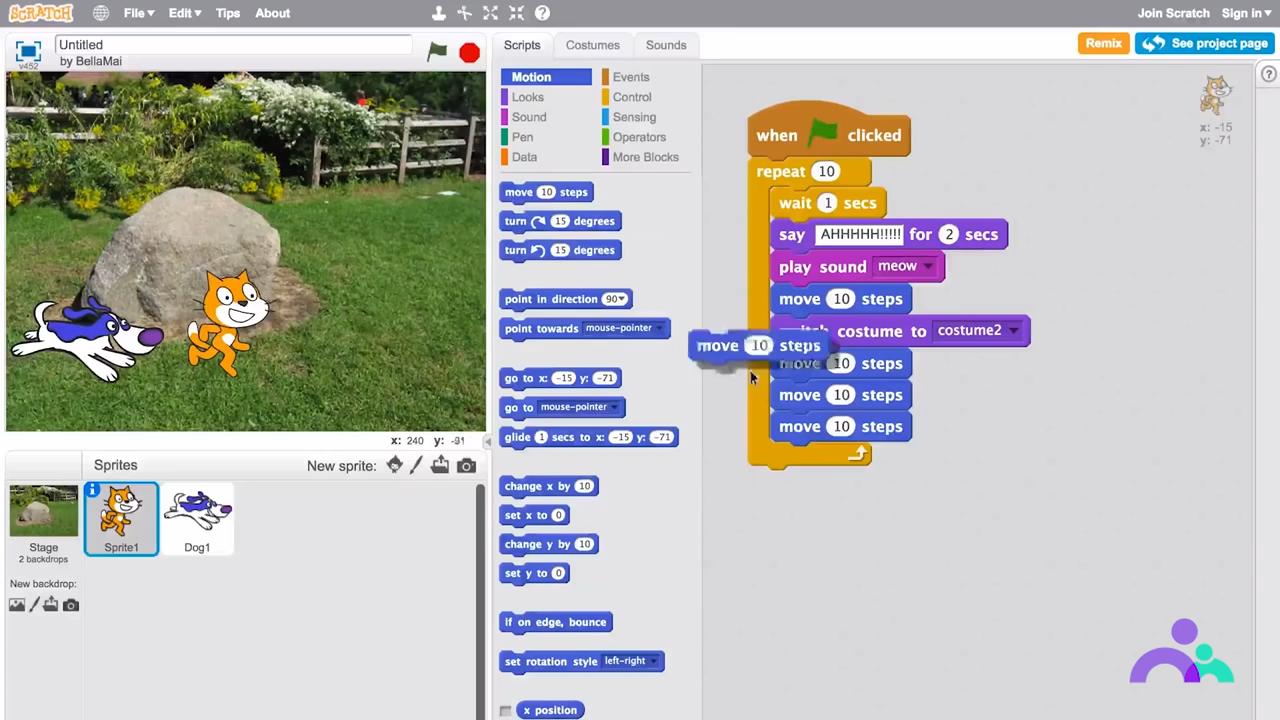 SCRATCH File Edit Tips About Join Scratch Sign in
v452 Untitled
by BellaMai
Scripts Costumes Sounds
Remix See project page
Motion
Looks
Sound
Pen
Data
Events
Control
Sensing
Operators
More Blocks
move 10 steps
turn 15 degrees
turn 15 degrees
point in direction 90
point towards mouse-pointer
go to x: -15 y: -71
go to mouse-pointer
glide 1 secs to x: -15 y: -71
change x by 10
set x to 0
change y by 10
set y to 0
if on edge, bounce
set rotation style left-right
x position
when clicked
repeat 10
wait 1 secs
say AHHHHH!!!!! for 2 secs
play sound meow
move 10 steps
costume to costume2
move 10 steps
move 10 steps
move 10 steps
move 10 steps
x: -15
y: -71
x: 240 y: -91
Sprites New sprite:
Stage
2 backdrops
Sprite1
Dog1
New backdrop: